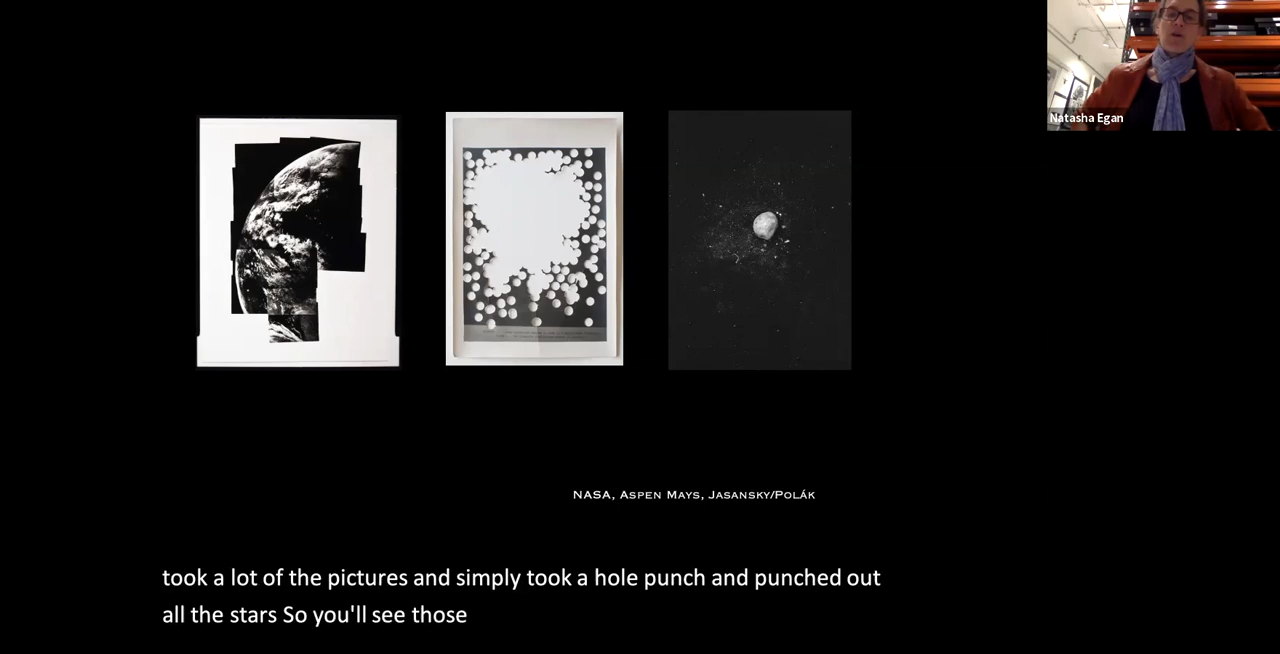 Natasha Egan
NASA, Aspen Mays, Jasansky/Polák
took a lot of the pictures and simply took a hole punch and punched out
all the stars So you'll see those